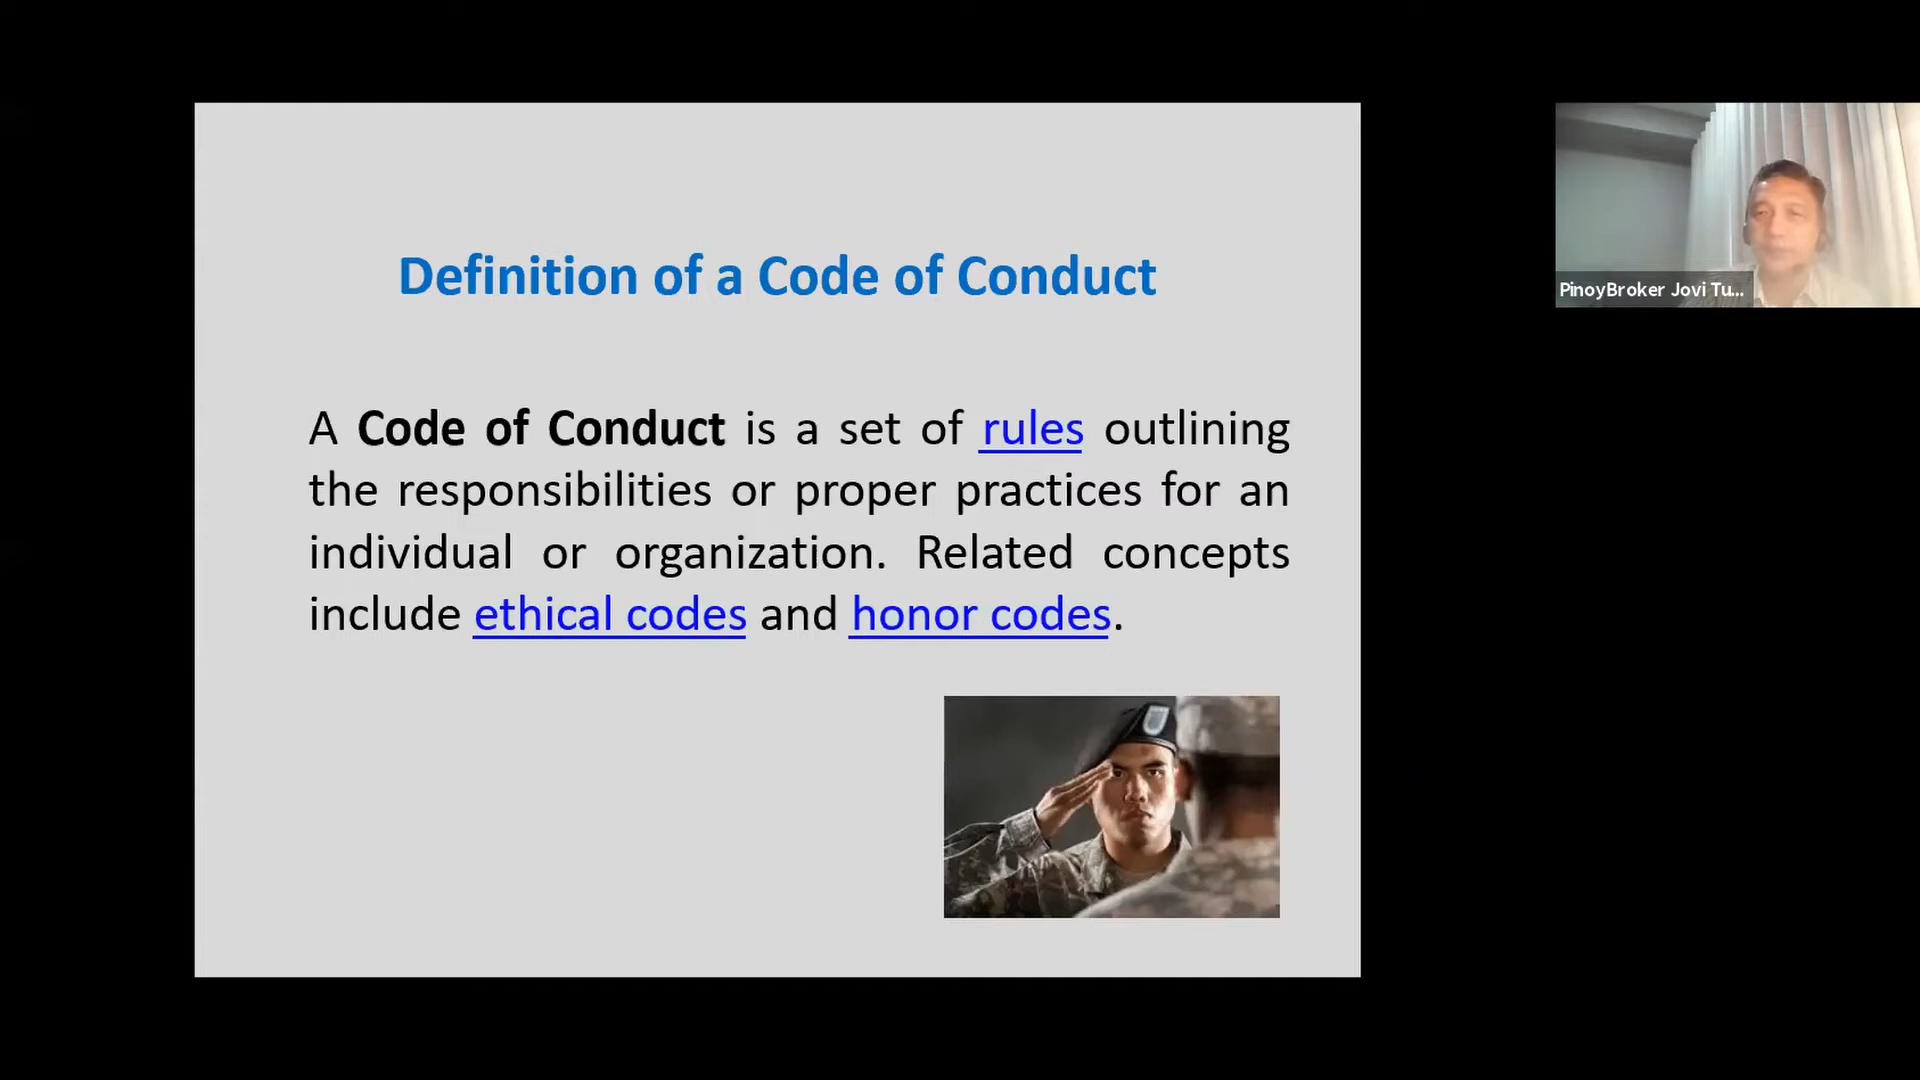 Definition of a Code of Conduct
A Code of Conduct is a set of rules outlining
the responsibilities or proper practices for an
individual or organization. Related concepts
include ethical codes and honor codes.
PinoyBroker Jovi Tu...